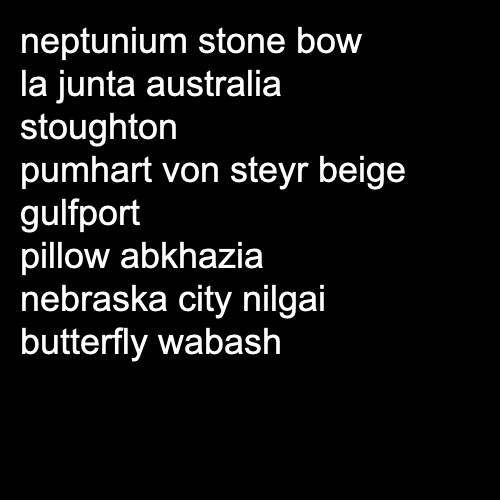 neptunium stone bow
la junta australia
stoughton
pumhart von steyr beige
gulfport
pillow abkhazia
nebraska city nilgai
butterfly wabash